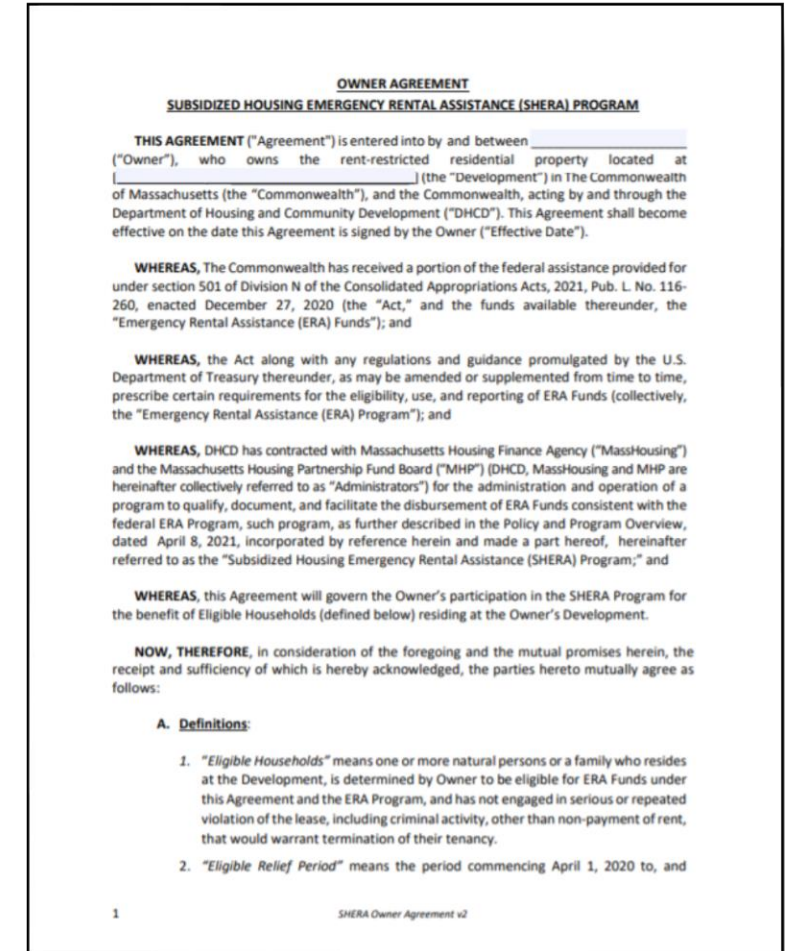 OWNER AGREEMENT
SUBSIDIZED HOUSING EMERGENCY RENTAL ASSISTANCE (SHERA) PROGRAM
THIS AGREEMENT ("Agreement") is entered into by and between
("Owner"), who owns the rent-restricted residential property located at
[ ] (the "Development") in The Commonwealth
of Massachusetts (the "Commonwealth"), and the Commonwealth, acting by and through the
Department of Housing and Community Development ("DHCD"). This Agreement shall become
effective on the date this Agreement is signed by the Owner ("Effective Date").
WHEREAS, The Commonwealth has received a portion of the federal assistance provided for
under section 501 of Division N of the Consolidated Appropriations Acts, 2021, Pub. L. No. 116-
260, enacted December 27, 2020 (the "Act," and the funds available thereunder, the
"Emergency Rental Assistance (ERA) Funds"); and
WHEREAS, the Act along with any regulations and guidance promulgated by the U.S.
Department of Treasury thereunder, as may be amended or supplemented from time to time,
prescribe certain requirements for the eligibility, use, and reporting of ERA Funds (collectively,
the "Emergency Rental Assistance (ERA) Program"); and
WHEREAS, DHCD has contracted with Massachusetts Housing Finance Agency ("MassHousing")
and the Massachusetts Housing Partnership Fund Board ("MHP") (DHCD, MassHousing and MHP are
hereinafter collectively referred to as "Administrators") for the administration and operation of a
program to qualify, document, and facilitate the disbursement of ERA Funds consistent with the
federal ERA Program, such program, as further described in the Policy and Program Overview,
dated April 8, 2021, incorporated by reference herein and made a part hereof, hereinafter
referred to as the "Subsidized Housing Emergency Rental Assistance (SHERA) Program;" and
WHEREAS, this Agreement will govern the Owner's participation in the SHERA Program for
the benefit of Eligible Households (defined below) residing at the Owner's Development.
NOW, THEREFORE, in consideration of the foregoing and the mutual promises herein, the
receipt and sufficiency of which is hereby acknowledged, the parties hereto mutually agree as
follows:
A. Definitions:
1. "Eligible Households" means one or more natural persons or a family who resides
at the Development, is determined by Owner to be eligible for ERA Funds under
this Agreement and the ERA Program, and has not engaged in serious or repeated
violation of the lease, including criminal activity, other than non-payment of rent,
that would warrant termination of their tenancy.
2. "Eligible Relief Period" means the period commencing April 1, 2020 to, and
1 SHERA Owner Agreement v2